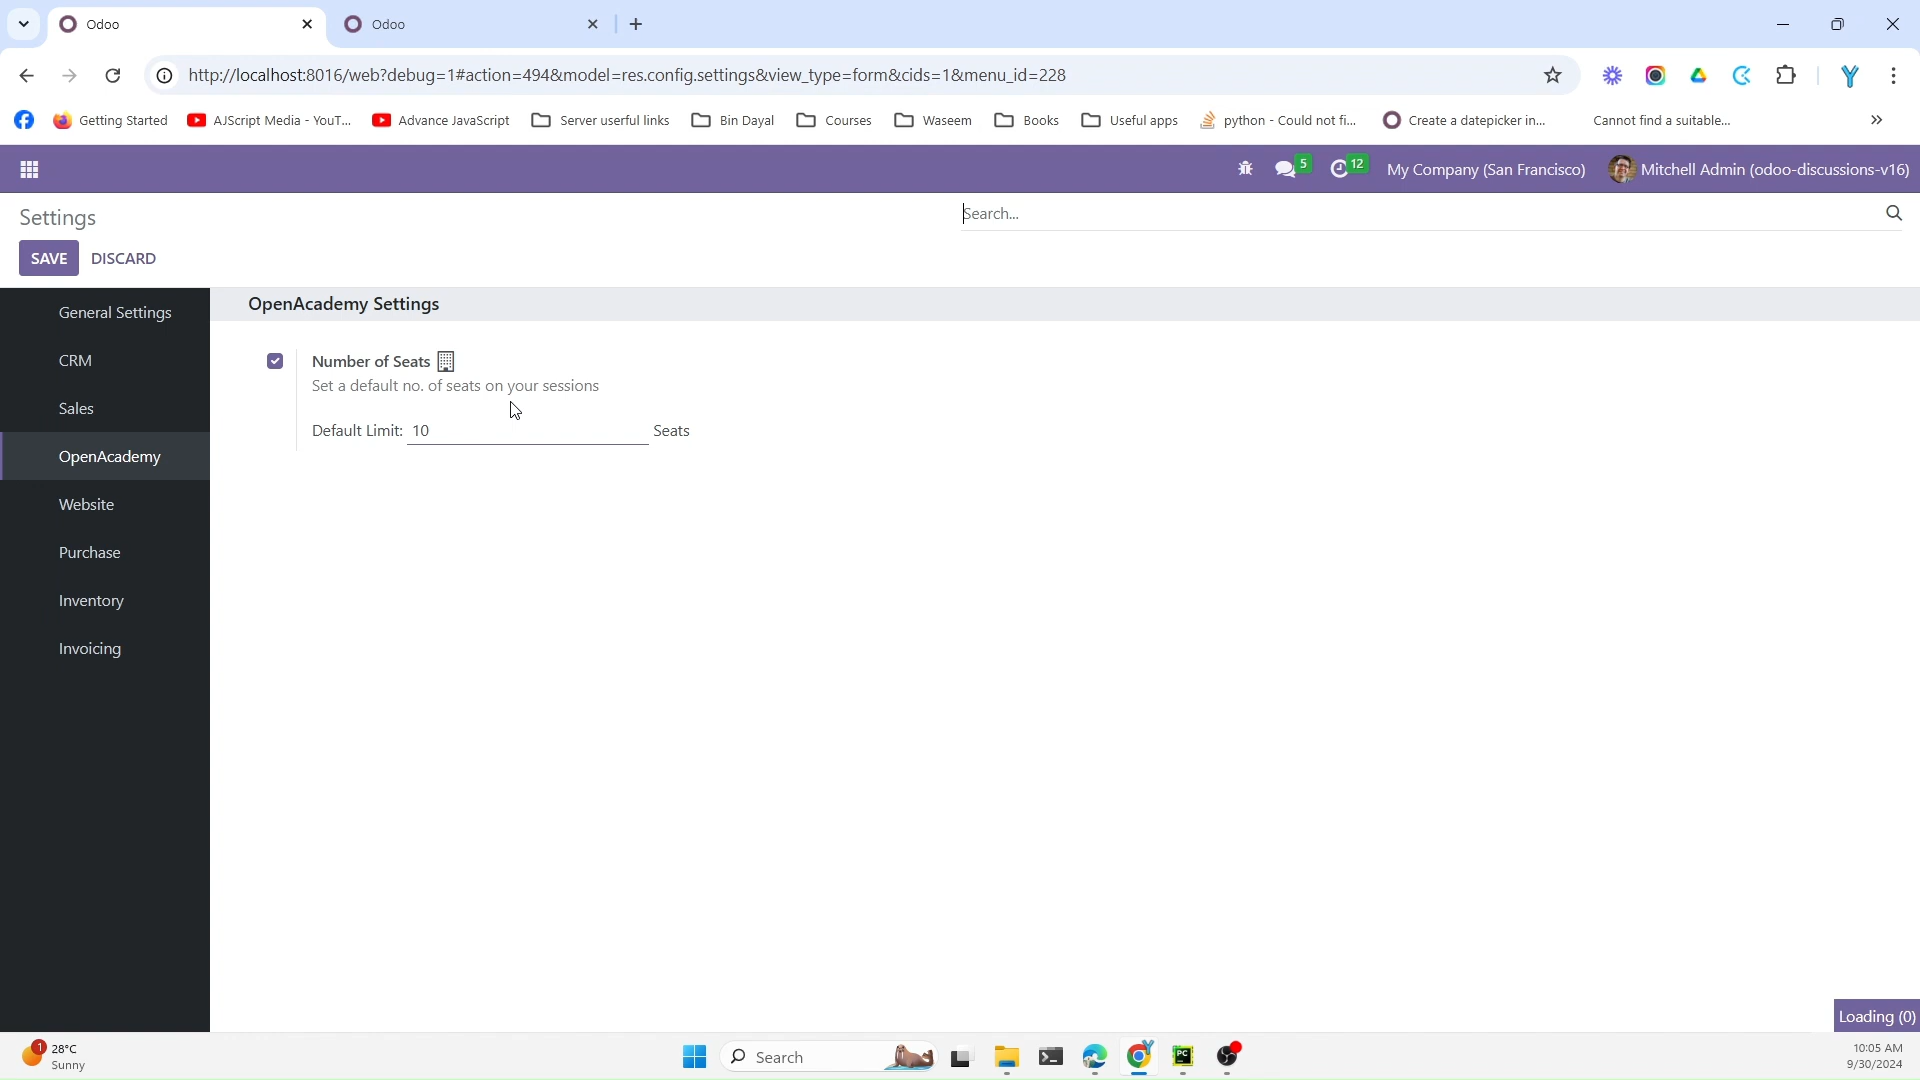 Odoo
Odoo
http://localhost:8016/web?debug=1#action=494&model=res.config.settings&view_type=form&cids=1&menu_id=228
Getting Started
AJScript Media - YouT...
Advance JavaScript
Server userful links
Bin Dayal
Courses
Waseem
Books
Useful apps
python - Could not fi...
Create a datepicker in...
Cannot find a suitable...
5
12
My Company (San Francisco)
Mitchell Admin (odoo-discussions-v16)
Settings
Search...
SAVE
DISCARD
General Settings
CRM
Sales
OpenAcademy
Website
Purchase
Inventory
Invoicing
OpenAcademy Settings
Number of Seats
Set a default no. of seats on your sessions
Default Limit: 10 Seats
Loading (0)
1
28°C
Sunny
Search
PC
10:05 AM
9/30/2024